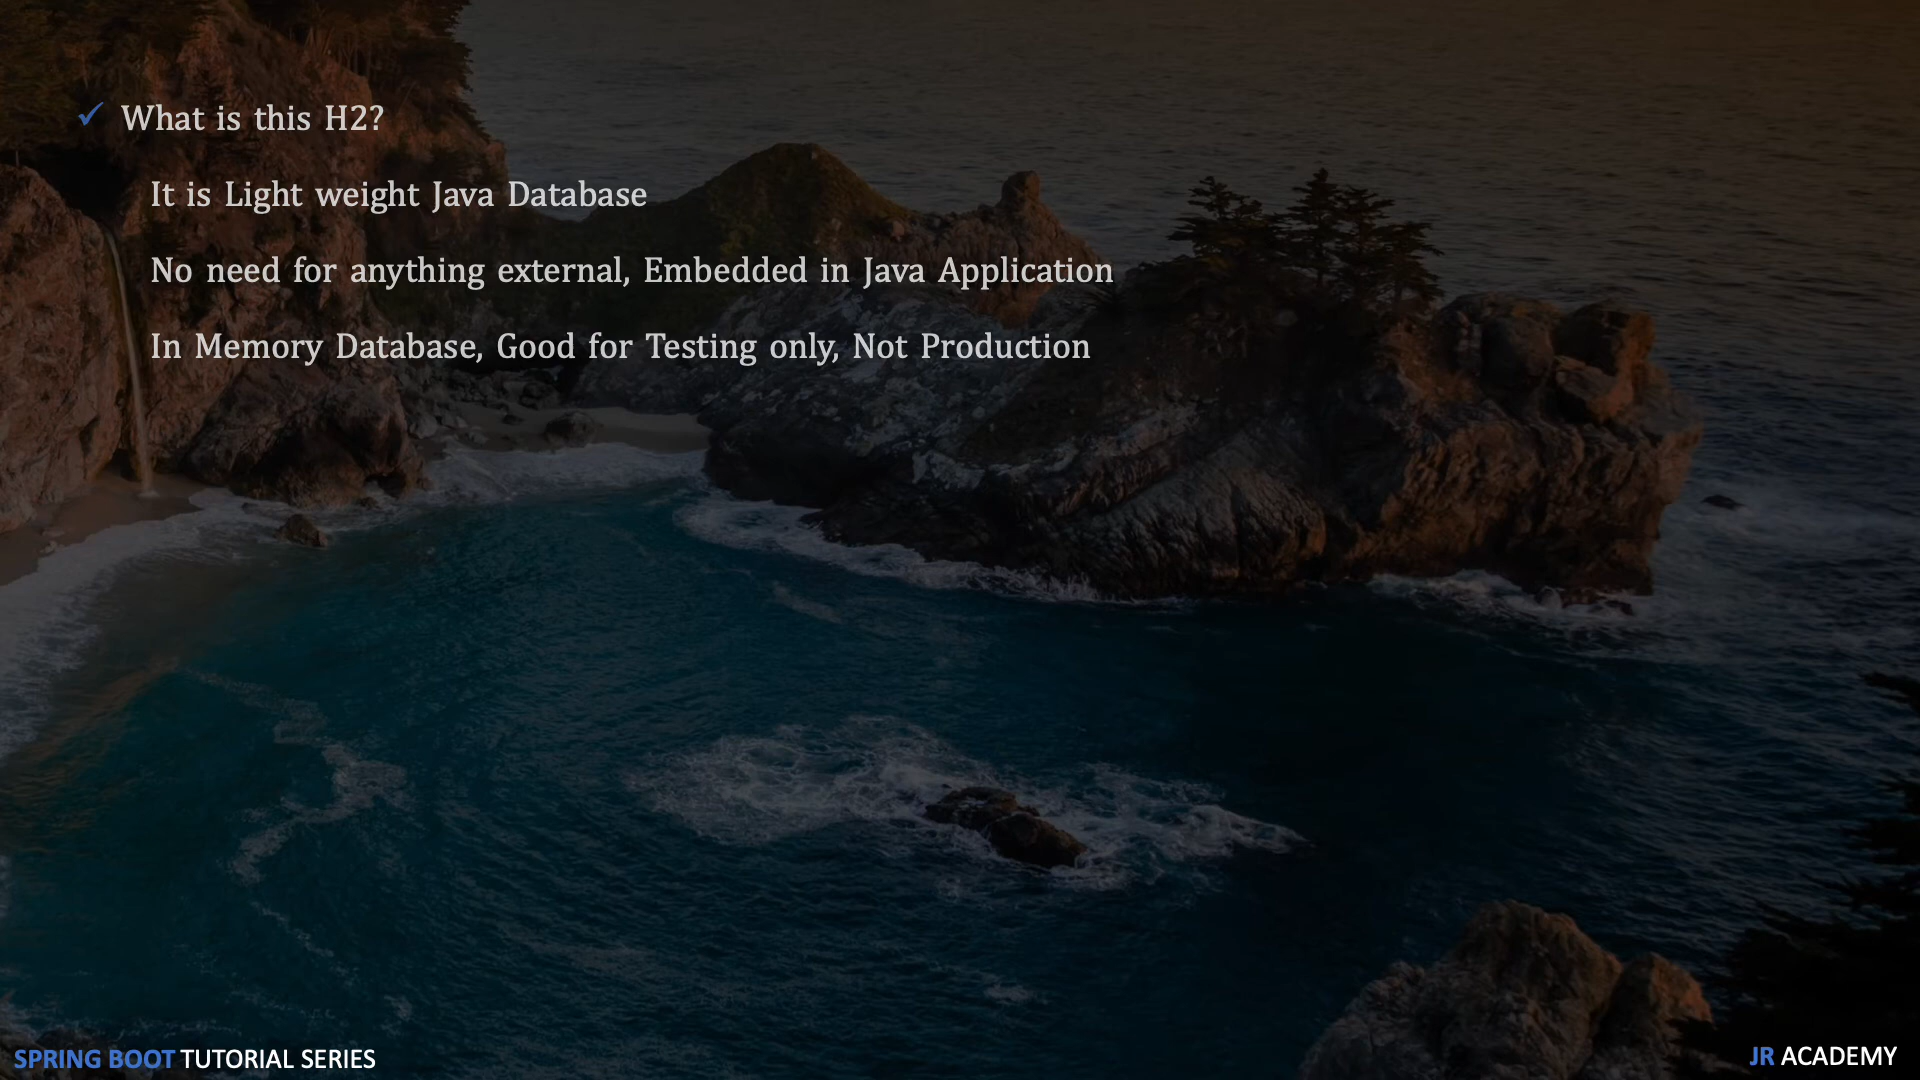 ✓ What is this H2?
It is Light weight Java Database
No need for anything external, Embedded in Java Application
In Memory Database, Good for Testing only, Not Production
SPRING BOOT TUTORIAL SERIES
JR ACADEMY